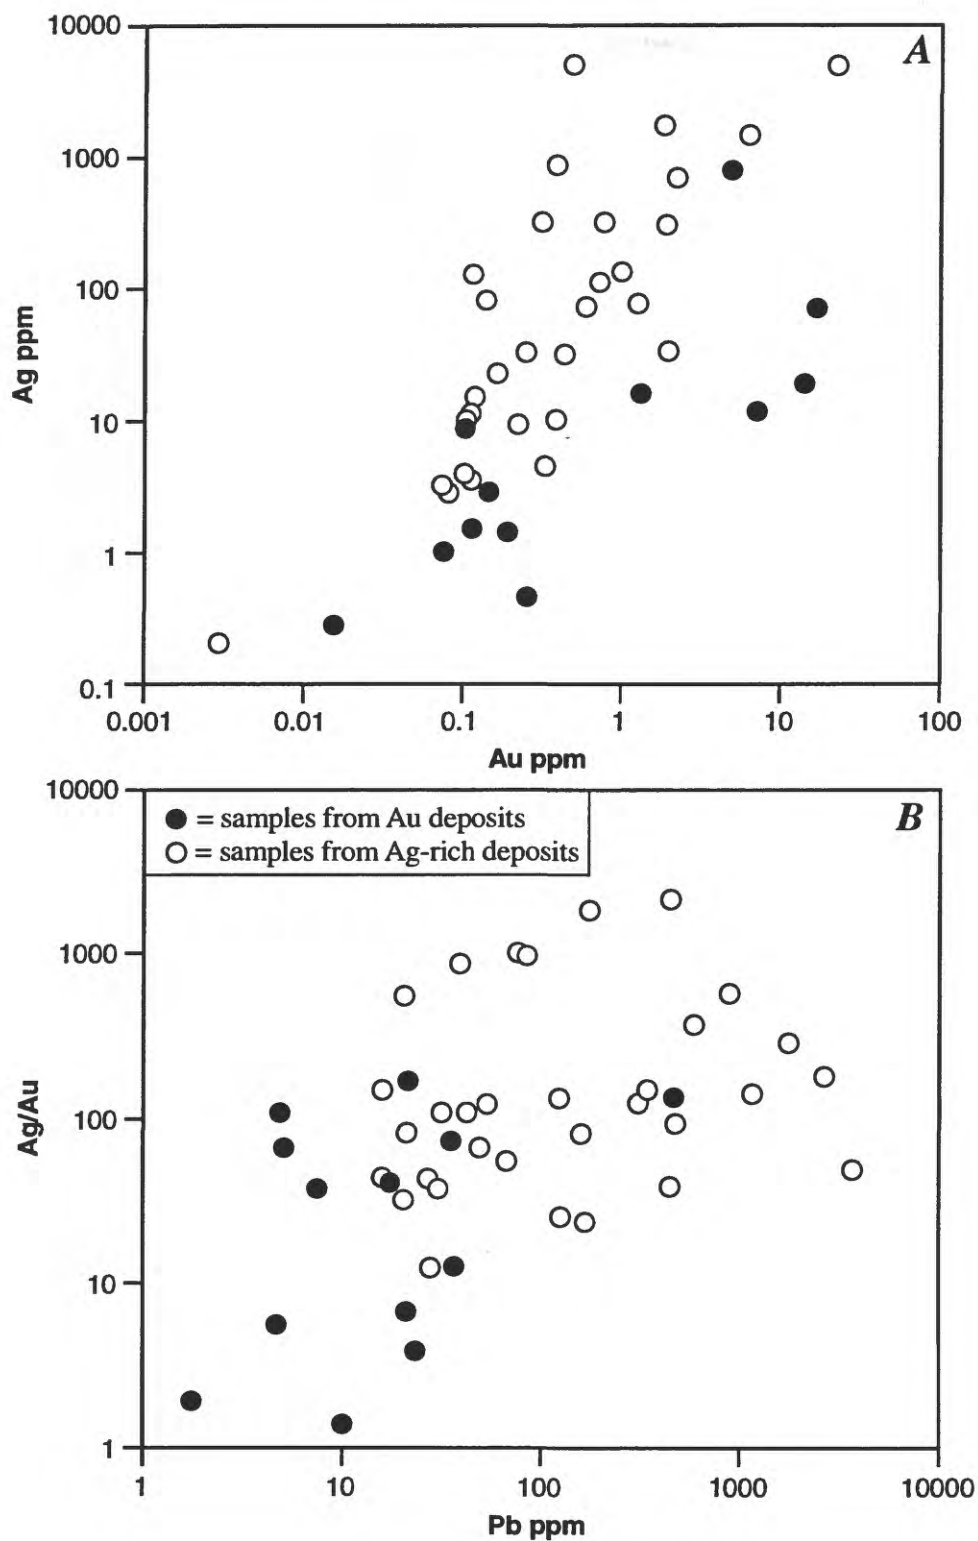 A
10000
1000
100
10
1
0.1
Ag ppm
0.001 0.01 0.1 1 10 100
Au ppm
B
● = samples from Au deposits
○ = samples from Ag-rich deposits
10000
1000
100
10
1
Ag/Au
1 10 100 1000 10000
Pb ppm